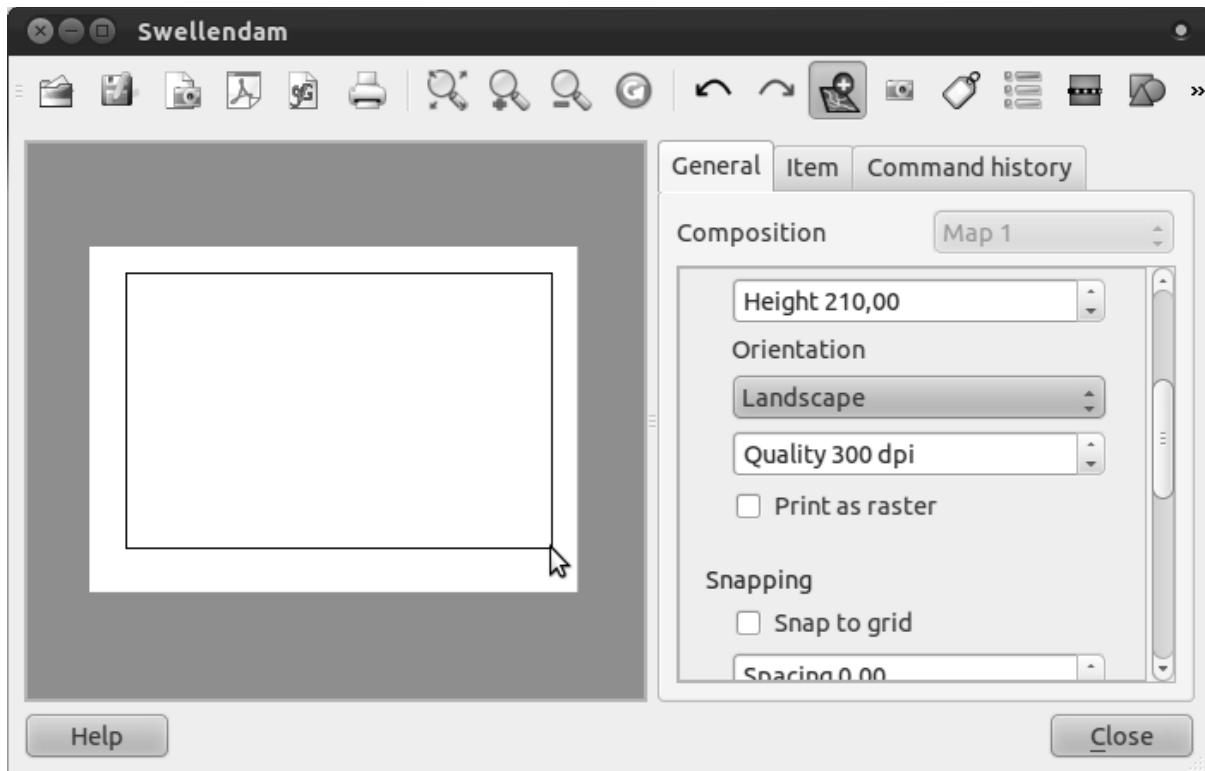 Swellendam
General Item Command history
Composition Map 1
Height 210,00
Orientation
Landscape
Quality 300 dpi
Print as raster
Snapping
Snap to grid
Spacing 0,00
Help Close